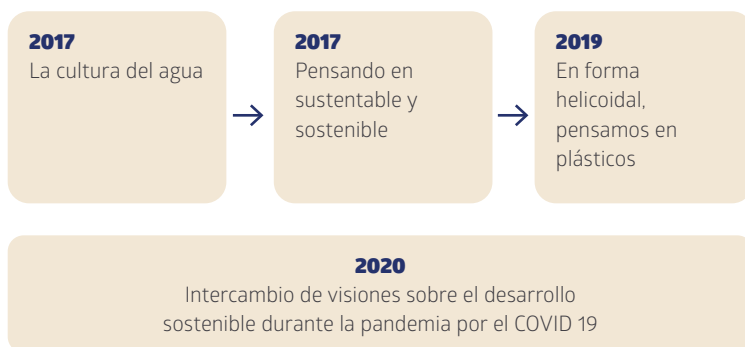 2017
La cultura del agua
2017
Pensando en
sustentable y
sostenible
2019
En forma
helicoidal,
pensamos en
plásticos
2020
Intercambio de visiones sobre el desarrollo
sostenible durante la pandemia por el COVID 19